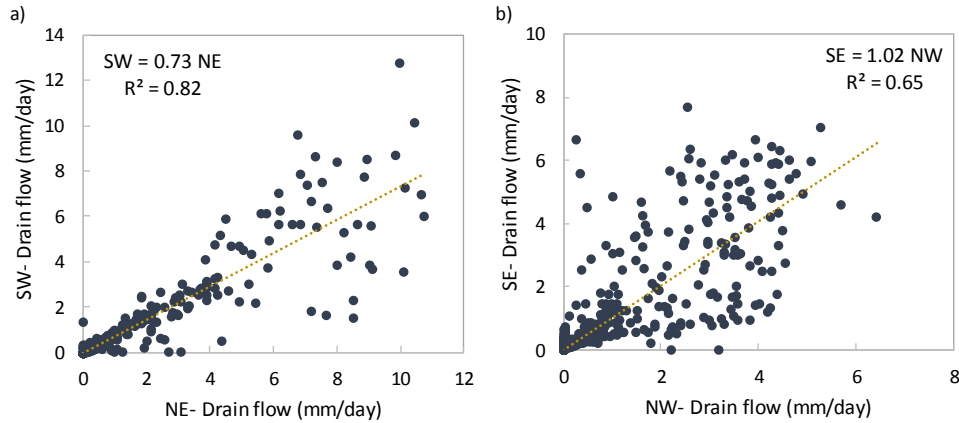 a)
SW = 0.73 NE
R² = 0.82
SW- Drain flow (mm/day)
14
12
10
8
6
4
2
0
0 2 4 6 8 10 12
NE- Drain flow (mm/day)
b)
SE = 1.02 NW
R² = 0.65
SE- Drain flow (mm/day)
10
8
6
4
2
0
0 2 4 6 8
NW- Drain flow (mm/day)